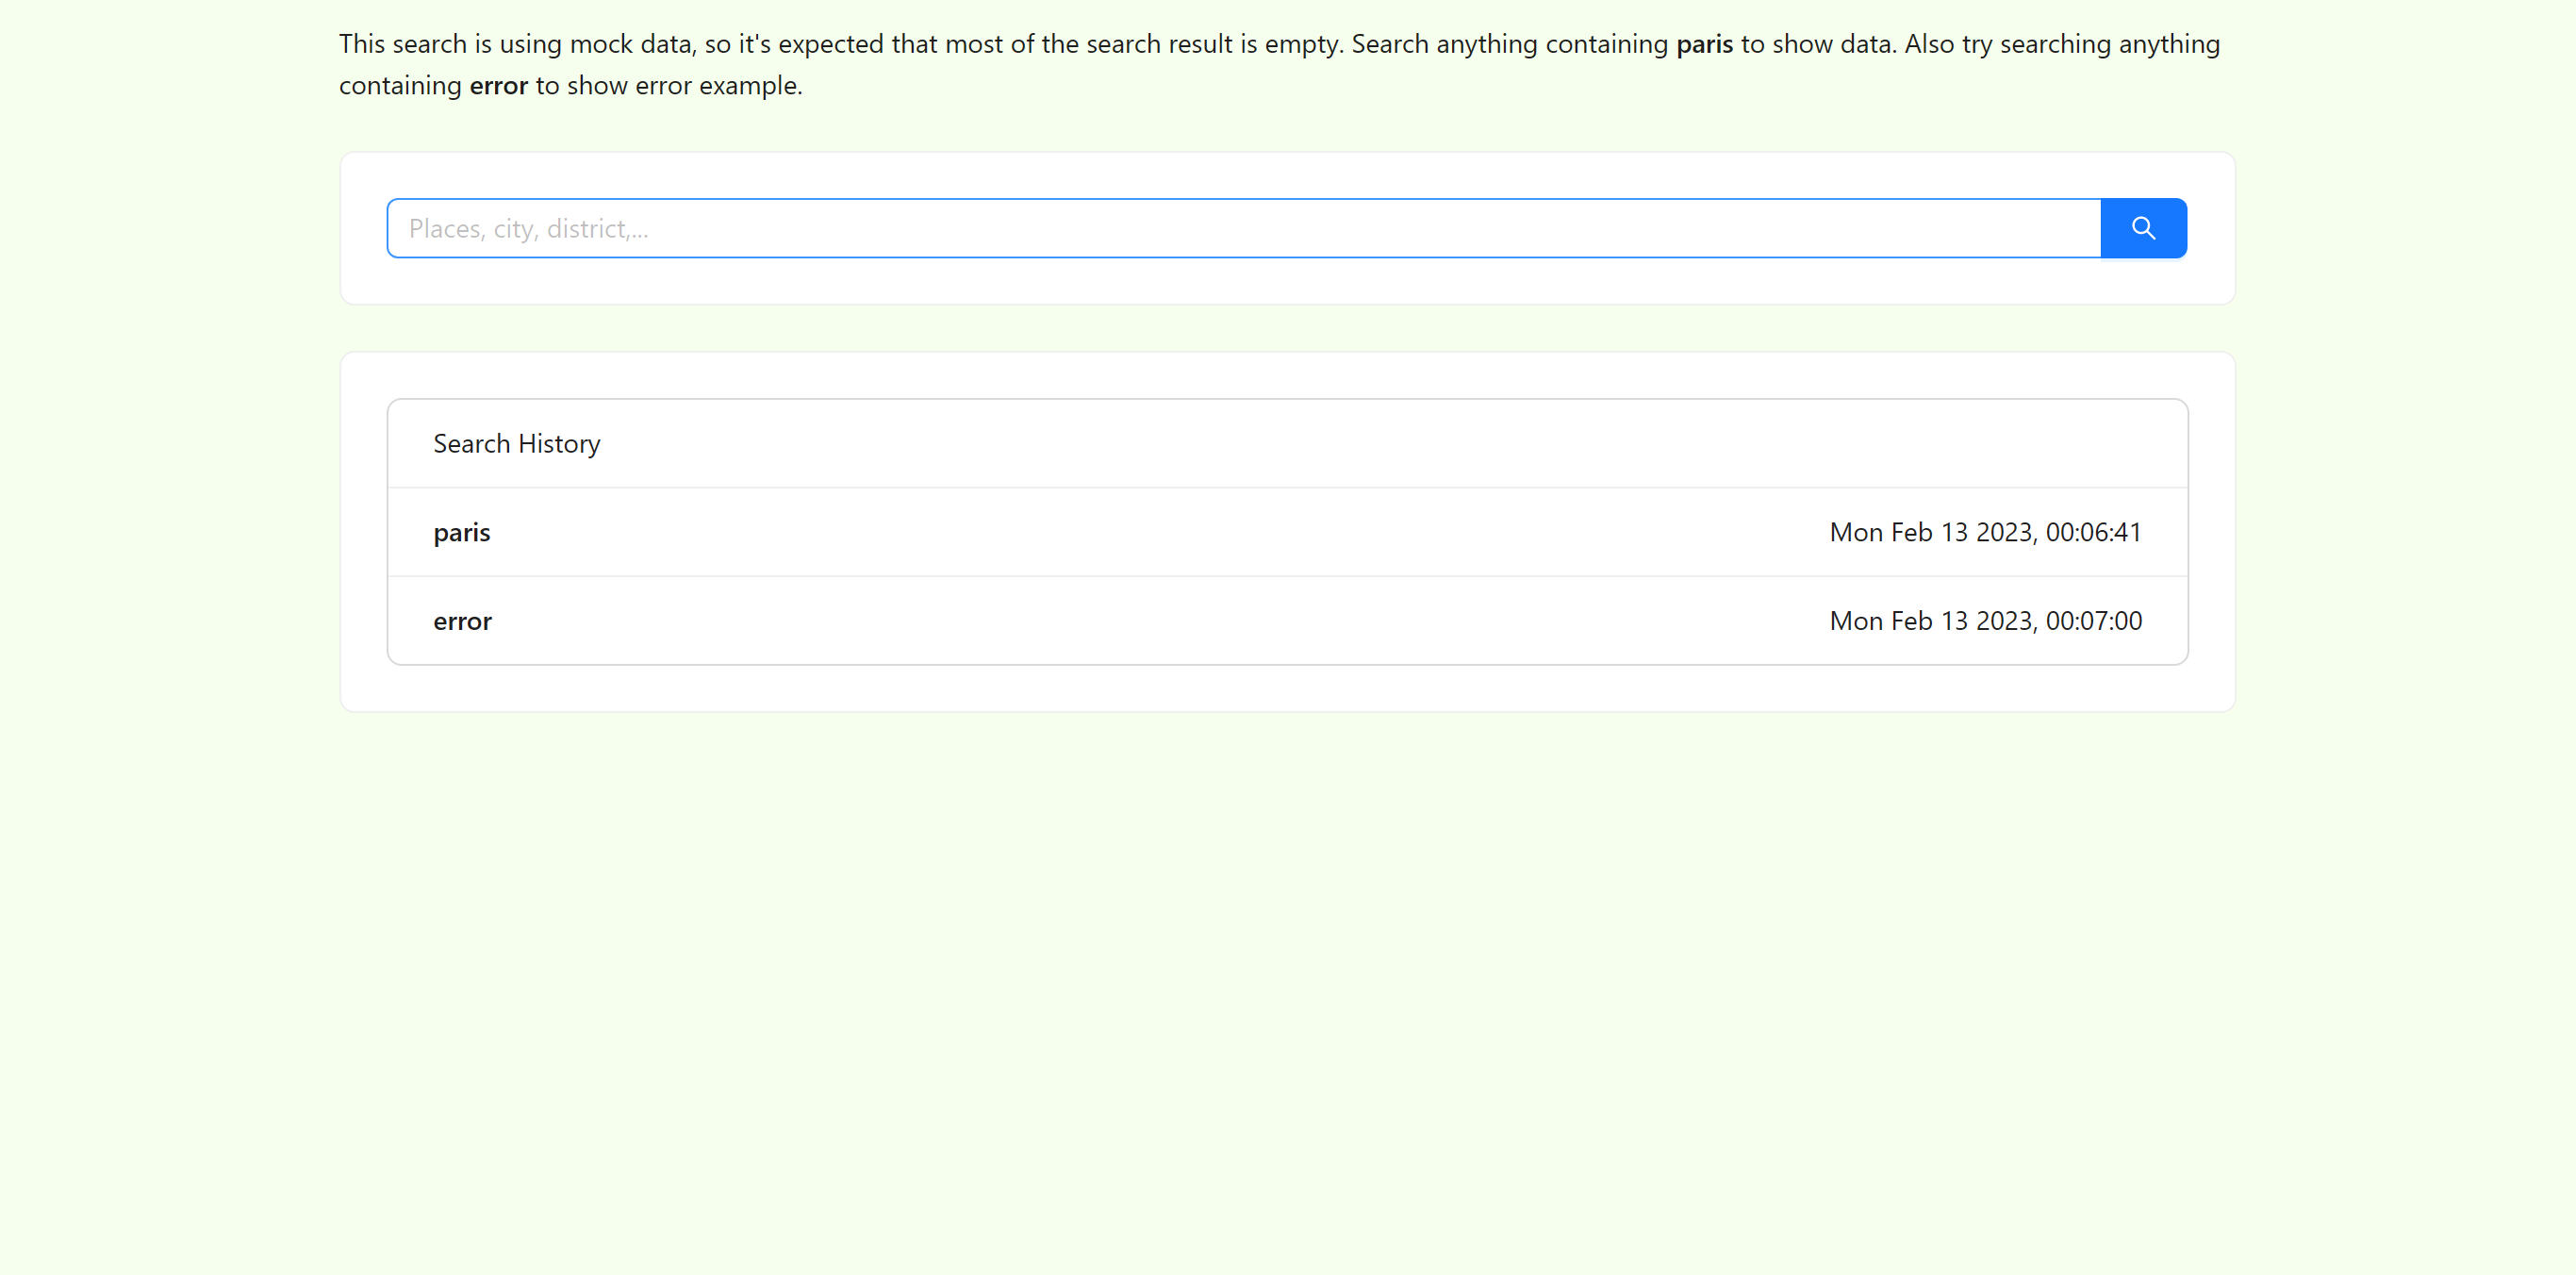 This search is using mock data, so it's expected that most of the search result is empty. Search anything containing paris to show data. Also try searching anything
containing error to show error example.
Places, city, district,...
Search History
paris Mon Feb 13 2023, 00:06:41
error Mon Feb 13 2023, 00:07:00